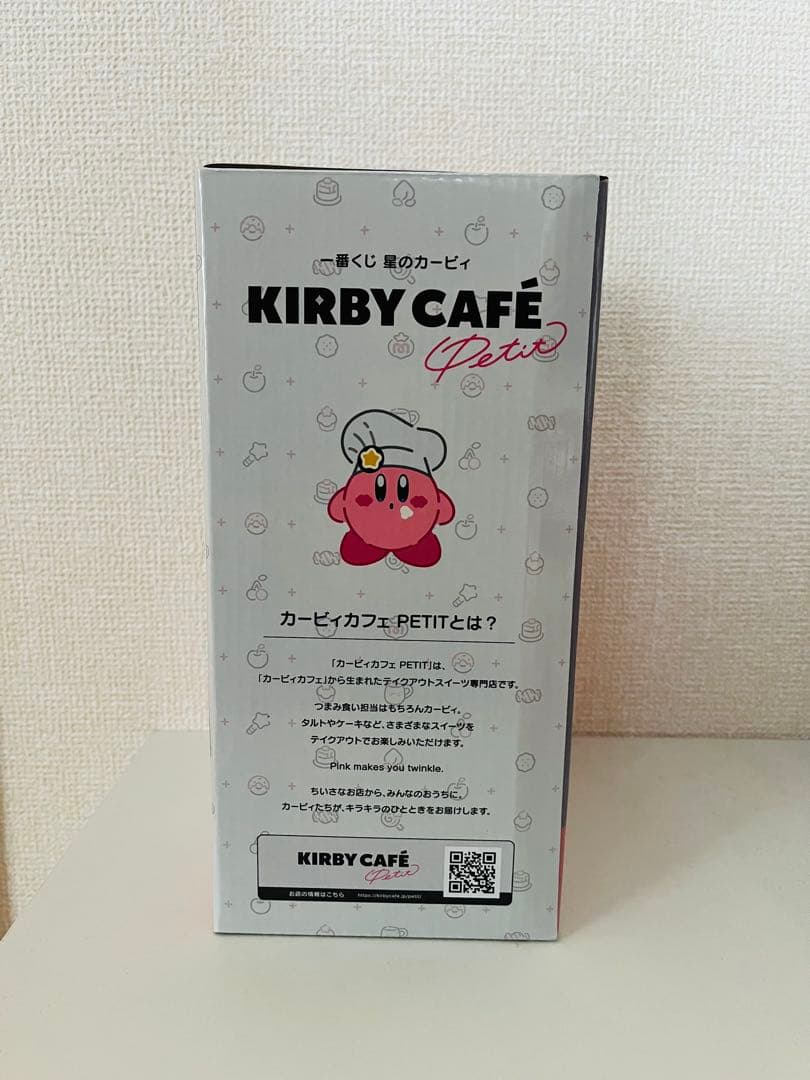 一番くじ 星のカービィ
KIRBY CAFÉ
Petit
カービィカフェ PETITとは？
「カービィカフェ PETIT」は、
「カービィカフェ」から生まれたテイクアウトスイーツ専門店です。
つまみ食い担当はもちろんカービィ。
タルトやケーキなど、さまざまなスイーツを
テイクアウトでお楽しみいただけます。
Pink makes you twinkle.
ちいさなお店から、みんなのおうちに。
カービィたちが、キラキラのひとときをお届けします。
KIRBY CAFÉ
Petit
お店の情報はこちら https://kirbycafe.jp/petit/